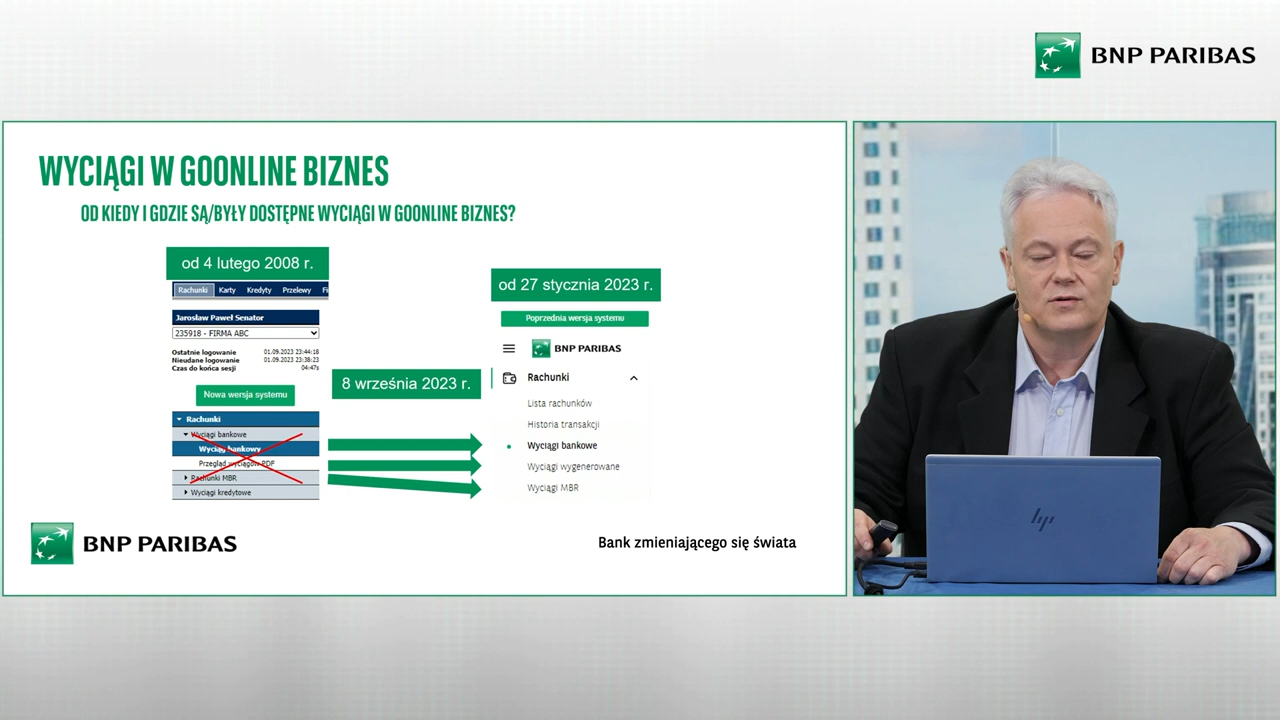 BNP PARIBAS
WYCIĄGI W GOONLINE BIZNES
OD KIEDY I GDZIE SĄ/BYŁY DOSTĘPNE WYCIĄGI W GOONLINE BIZNES?
od 4 lutego 2008 r.
Rachunki Karty Kredyty Przelewy Fi
Jarosław Paweł Senator
235918 - FIRMA ABC
Ostatnie logowanie 01.09.2023 23:44:18
Nieudane logowanie 01.09.2023 23:38:23
Czas do końca sesji 04:47s
Nowa wersja systemu
Rachunki
Wyciągi bankowe
Wyciąg bankowy
Przegląd wyciągów PDF
Rachunki MBR
Wyciągi kredytowe
8 września 2023 r.
od 27 stycznia 2023 r.
Poprzednia wersja systemu
BNP PARIBAS
Rachunki
Lista rachunków
Historia transakcji
Wyciągi bankowe
Wyciągi wygenerowane
Wyciągi MBR
BNP PARIBAS
Bank zmieniającego się świata
hp